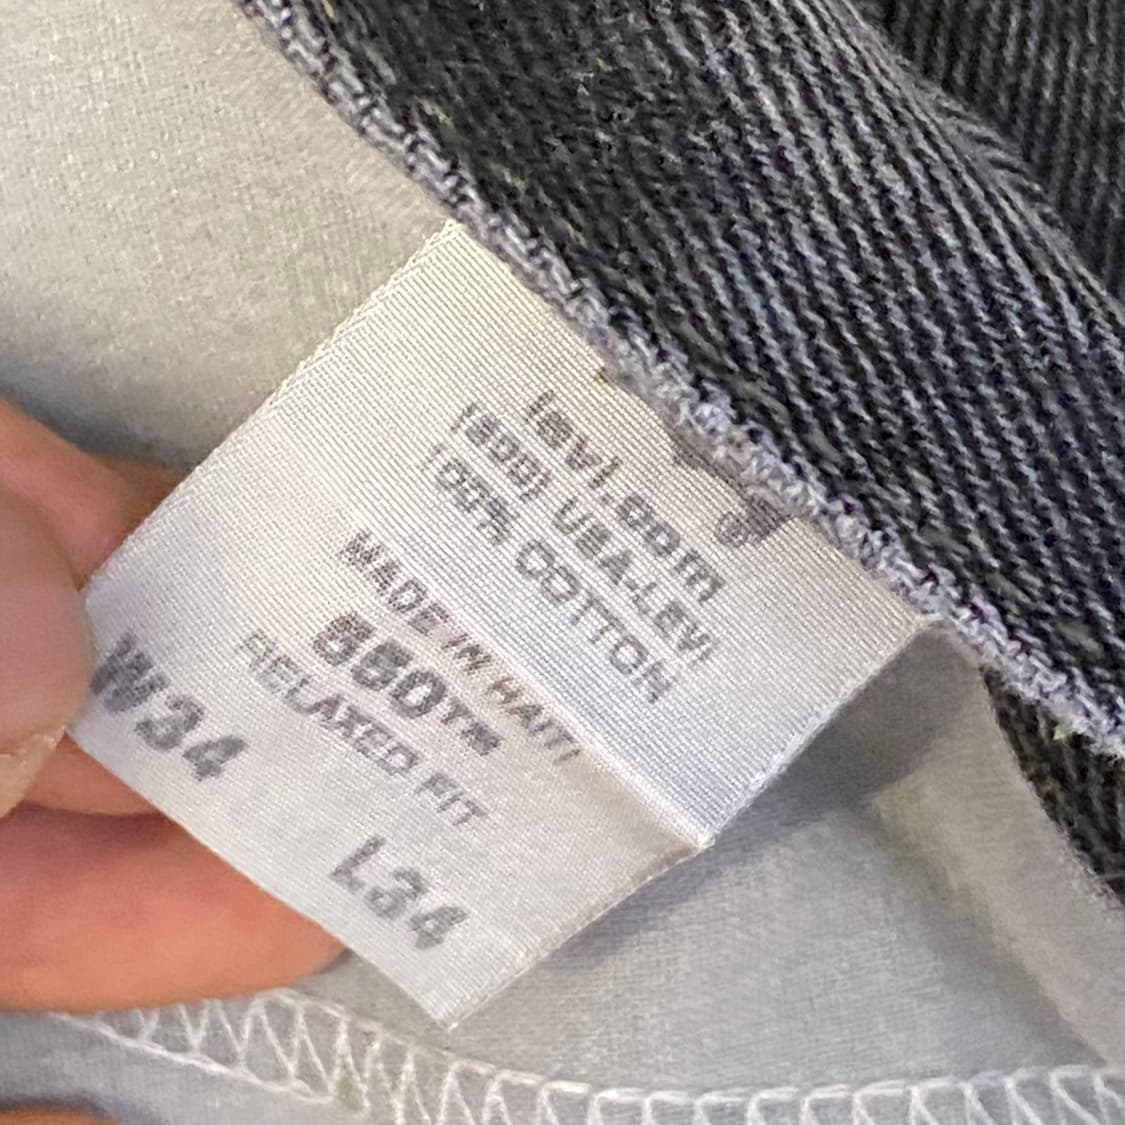 levi.com
(800) USA-LEVI
100% COTTON
MADE IN HAITI
550™
RELAXED FIT
W34 L34